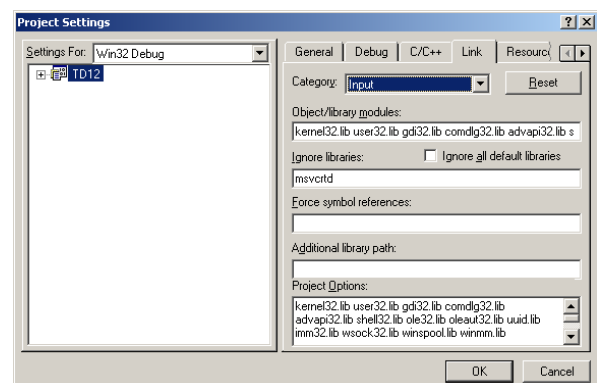 Project Settings
? X
Settings For: Win32 Debug
TD12
General Debug C/C++ Link Resourc
Category: Input Reset
Object/library modules:
kernel32.lib user32.lib gdi32.lib comdlg32.lib advapi32.lib s
Ignore libraries: Ignore all default libraries
msvcrtd
Force symbol references:
Additional library path:
Project Options:
kernel32.lib user32.lib gdi32.lib comdlg32.lib
advapi32.lib shell32.lib ole32.lib oleaut32.lib uuid.lib
imm32.lib wsock32.lib winspool.lib winmm.lib
OK Cancel